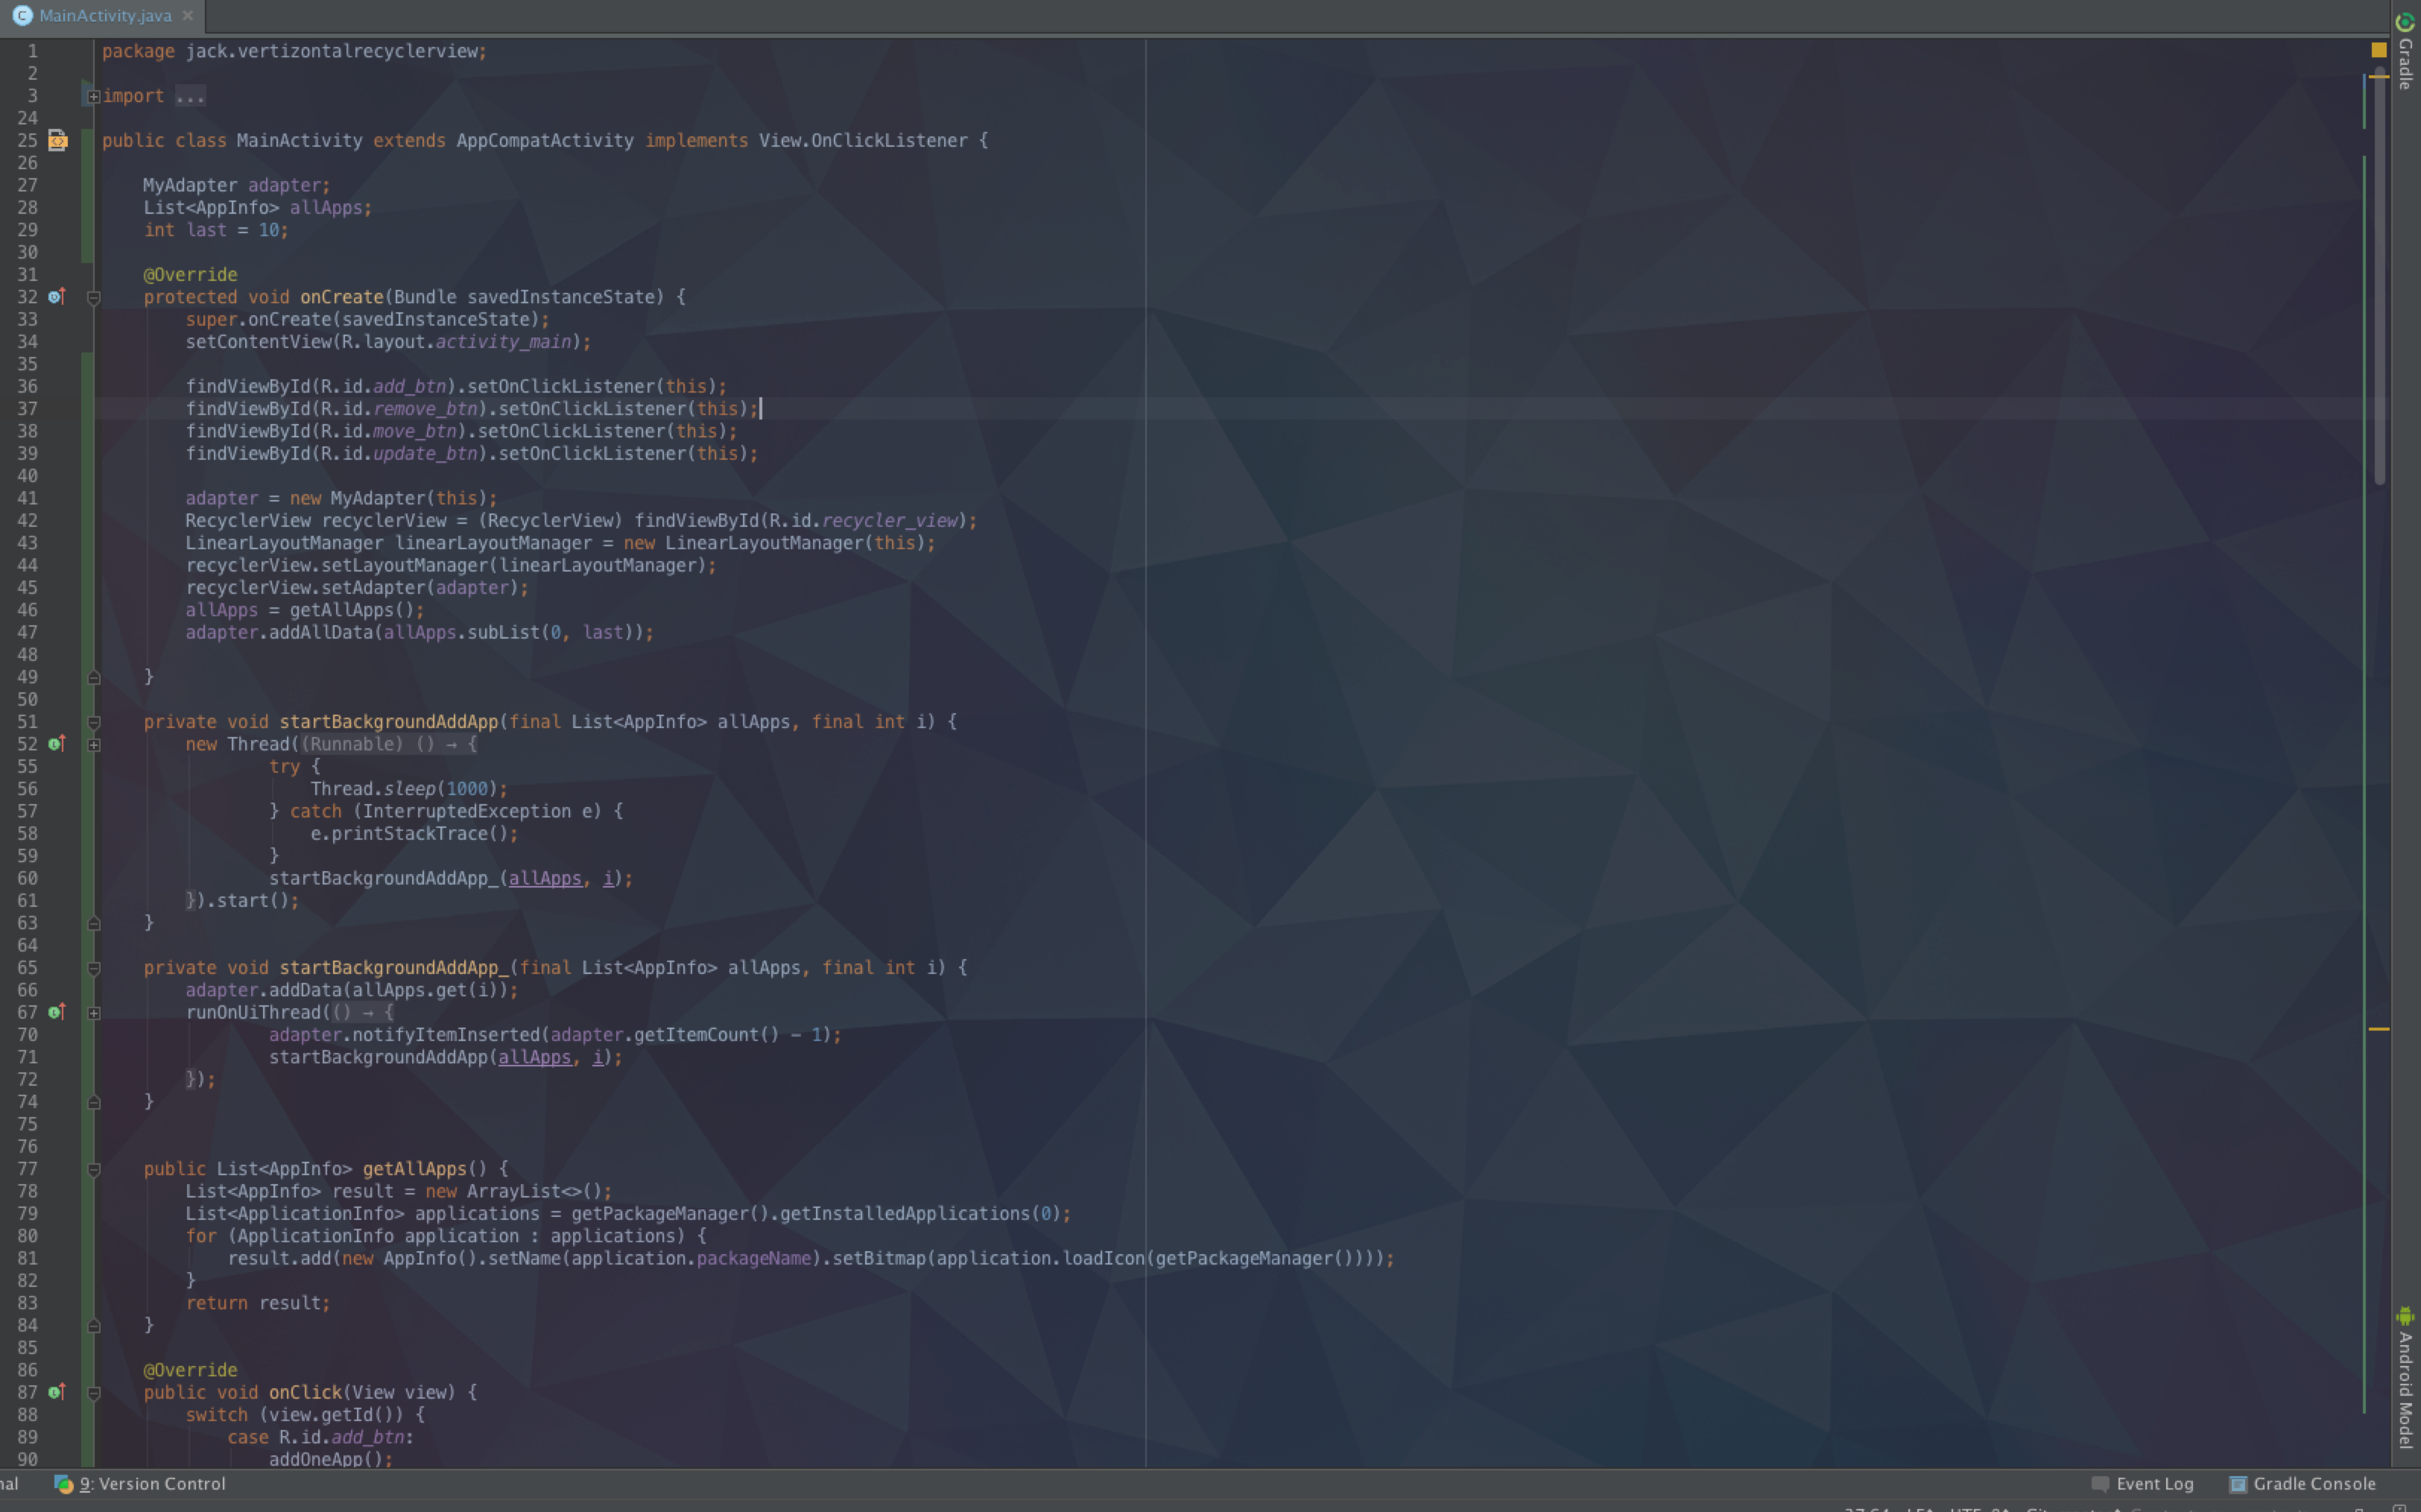 MainActivity.java
1 package jack.vertizontalrecyclerview;
2
3 import ...
24
25 public class MainActivity extends AppCompatActivity implements View.OnClickListener {
26
27 MyAdapter adapter;
28 List<AppInfo> allApps;
29 int last = 10;
30
31 @Override
32 protected void onCreate(Bundle savedInstanceState) {
33 super.onCreate(savedInstanceState);
34 setContentView(R.layout.activity_main);
35
36 findViewById(R.id.add_btn).setOnClickListener(this);
37 findViewById(R.id.remove_btn).setOnClickListener(this);
38 findViewById(R.id.move_btn).setOnClickListener(this);
39 findViewById(R.id.update_btn).setOnClickListener(this);
40
41 adapter = new MyAdapter(this);
42 RecyclerView recyclerView = (RecyclerView) findViewById(R.id.recycler_view);
43 LinearLayoutManager linearLayoutManager = new LinearLayoutManager(this);
44 recyclerView.setLayoutManager(linearLayoutManager);
45 recyclerView.setAdapter(adapter);
46 allApps = getAllApps();
47 adapter.addAllData(allApps.subList(0, last));
48
49 }
50
51 private void startBackgroundAddApp(final List<AppInfo> allApps, final int i) {
52 new Thread((Runnable) () → {
55 try {
56 Thread.sleep(1000);
57 } catch (InterruptedException e) {
58 e.printStackTrace();
59 }
60 startBackgroundAddApp_(allApps, i);
61 }).start();
63 }
64
65 private void startBackgroundAddApp_(final List<AppInfo> allApps, final int i) {
66 adapter.addData(allApps.get(i));
67 runOnUiThread(() → {
70 adapter.notifyItemInserted(adapter.getItemCount() - 1);
71 startBackgroundAddApp(allApps, i);
72 });
74 }
75
76
77 public List<AppInfo> getAllApps() {
78 List<AppInfo> result = new ArrayList<>();
79 List<ApplicationInfo> applications = getPackageManager().getInstalledApplications(0);
80 for (ApplicationInfo application : applications) {
81 result.add(new AppInfo().setName(application.packageName).setBitmap(application.loadIcon(getPackageManager())));
82 }
83 return result;
84 }
85
86 @Override
87 public void onClick(View view) {
88 switch (view.getId()) {
89 case R.id.add_btn:
90 addOneApp();
Gradle
Android Model
nal
9: Version Control
Event Log
Gradle Console